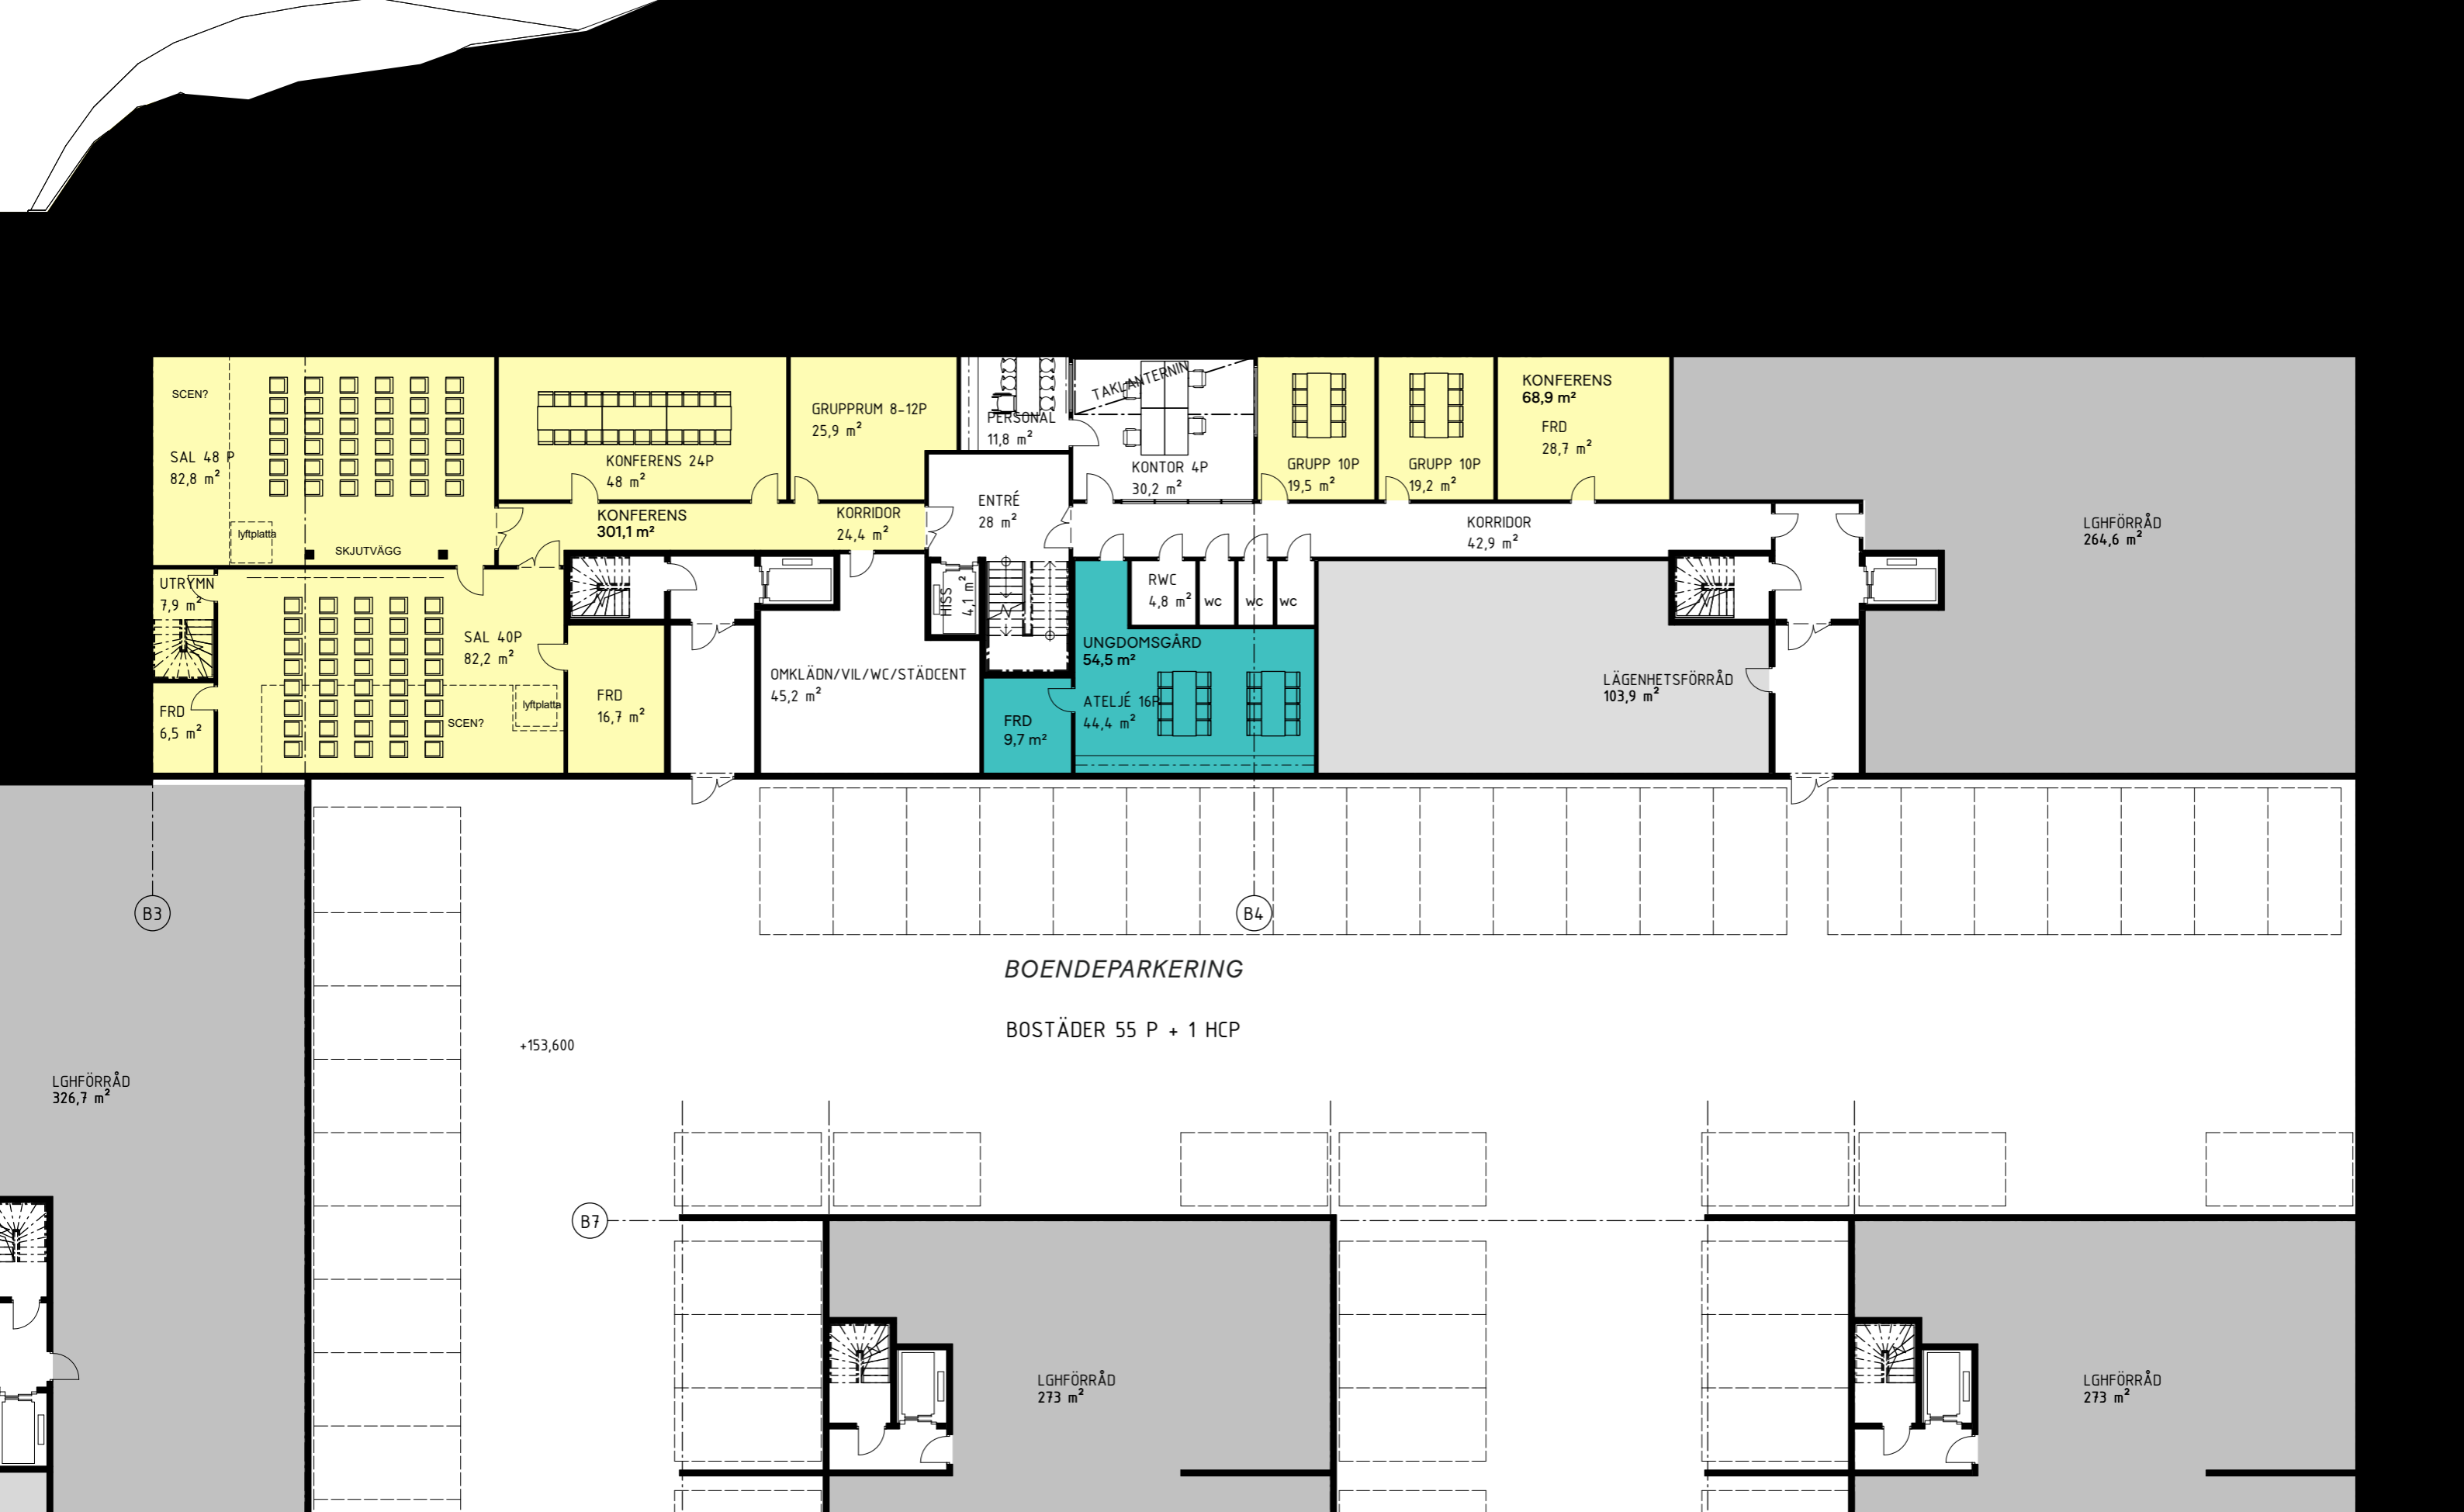 SCEN?
SAL 48 P
82,8 m²
lyftplatta
SKJUTVÄGG
KONFERENS 24P
48 m²
GRUPPRUM 8-12P
25,9 m²
KONFERENS
301,1 m²
KORRIDOR
24,4 m²
PERSONAL
11,8 m²
ENTRÉ
28 m²
TAKLANTERNIN
KONTOR 4P
30,2 m²
GRUPP 10P
19,5 m²
GRUPP 10P
19,2 m²
KONFERENS
68,9 m²
FRD
28,7 m²
KORRIDOR
42,9 m²
LGHFÖRRÅD
264,6 m²
UTRYMN
7,9 m²
FRD
6,5 m²
SAL 40P
82,2 m²
lyftplatta
SCEN?
FRD
16,7 m²
OMKLÄDN/VIL/WC/STÄDCENT
45,2 m²
HISS
4,1 m²
RWC
4,8 m²
WC
WC
WC
UNGDOMSGÅRD
54,5 m²
ATELJÉ 16P
44,4 m²
FRD
9,7 m²
LÄGENHETSFÖRRÅD
103,9 m²
B3
B4
BOENDEPARKERING
BOSTÄDER 55 P + 1 HCP
+153,600
LGHFÖRRÅD
326,7 m²
B7
LGHFÖRRÅD
273 m²
LGHFÖRRÅD
273 m²